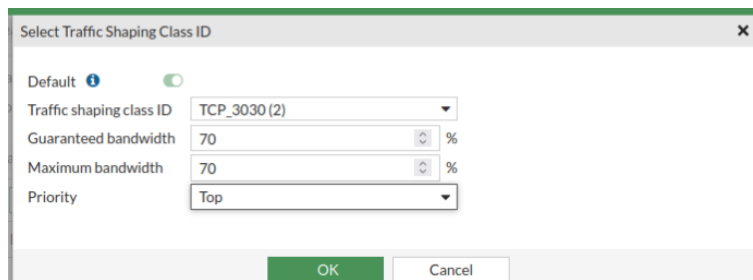 Select Traffic Shaping Class ID
Default
Traffic shaping class ID TCP_3030 (2)
Guaranteed bandwidth 70 %
Maximum bandwidth 70 %
Priority Top
OK Cancel